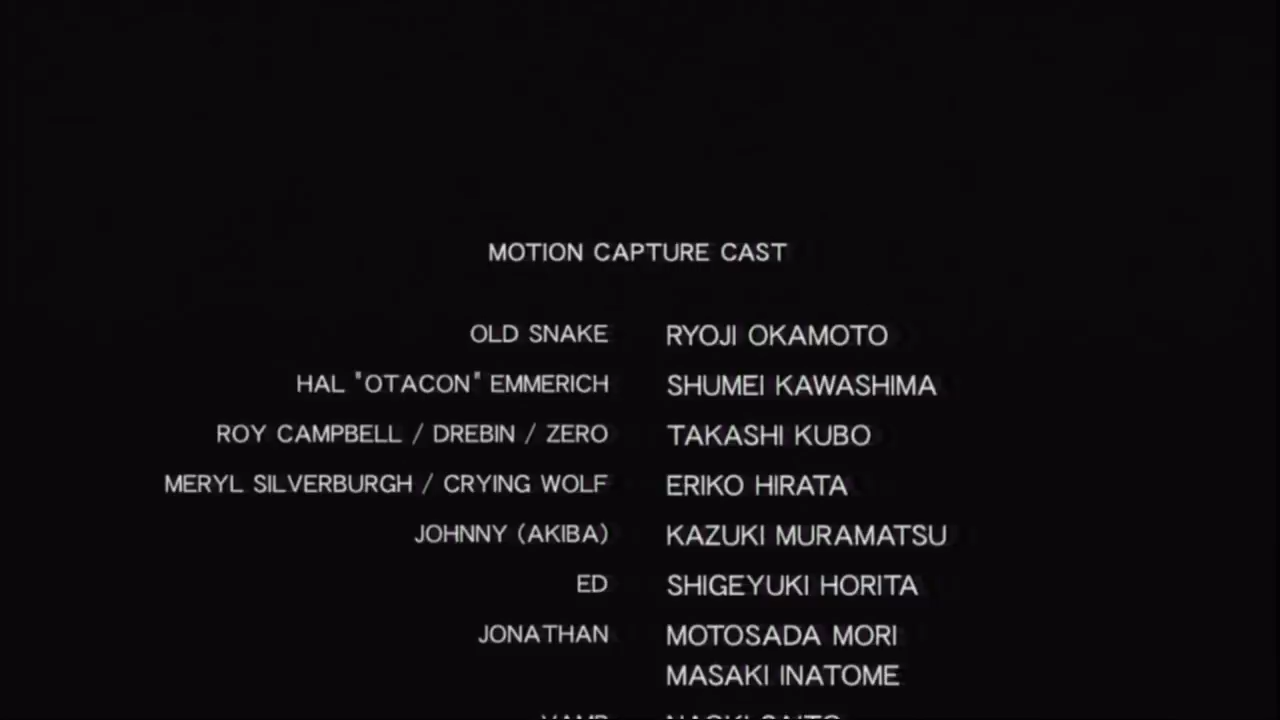 MOTION CAPTURE CAST
OLD SNAKE RYOJI OKAMOTO
HAL "OTACON" EMMERICH SHUMEI KAWASHIMA
ROY CAMPBELL / DREBIN / ZERO TAKASHI KUBO
MERYL SILVERBURGH / CRYING WOLF ERIKO HIRATA
JOHNNY (AKIBA) KAZUKI MURAMATSU
ED SHIGEYUKI HORITA
JONATHAN MOTOSADA MORI
MASAKI INATOME